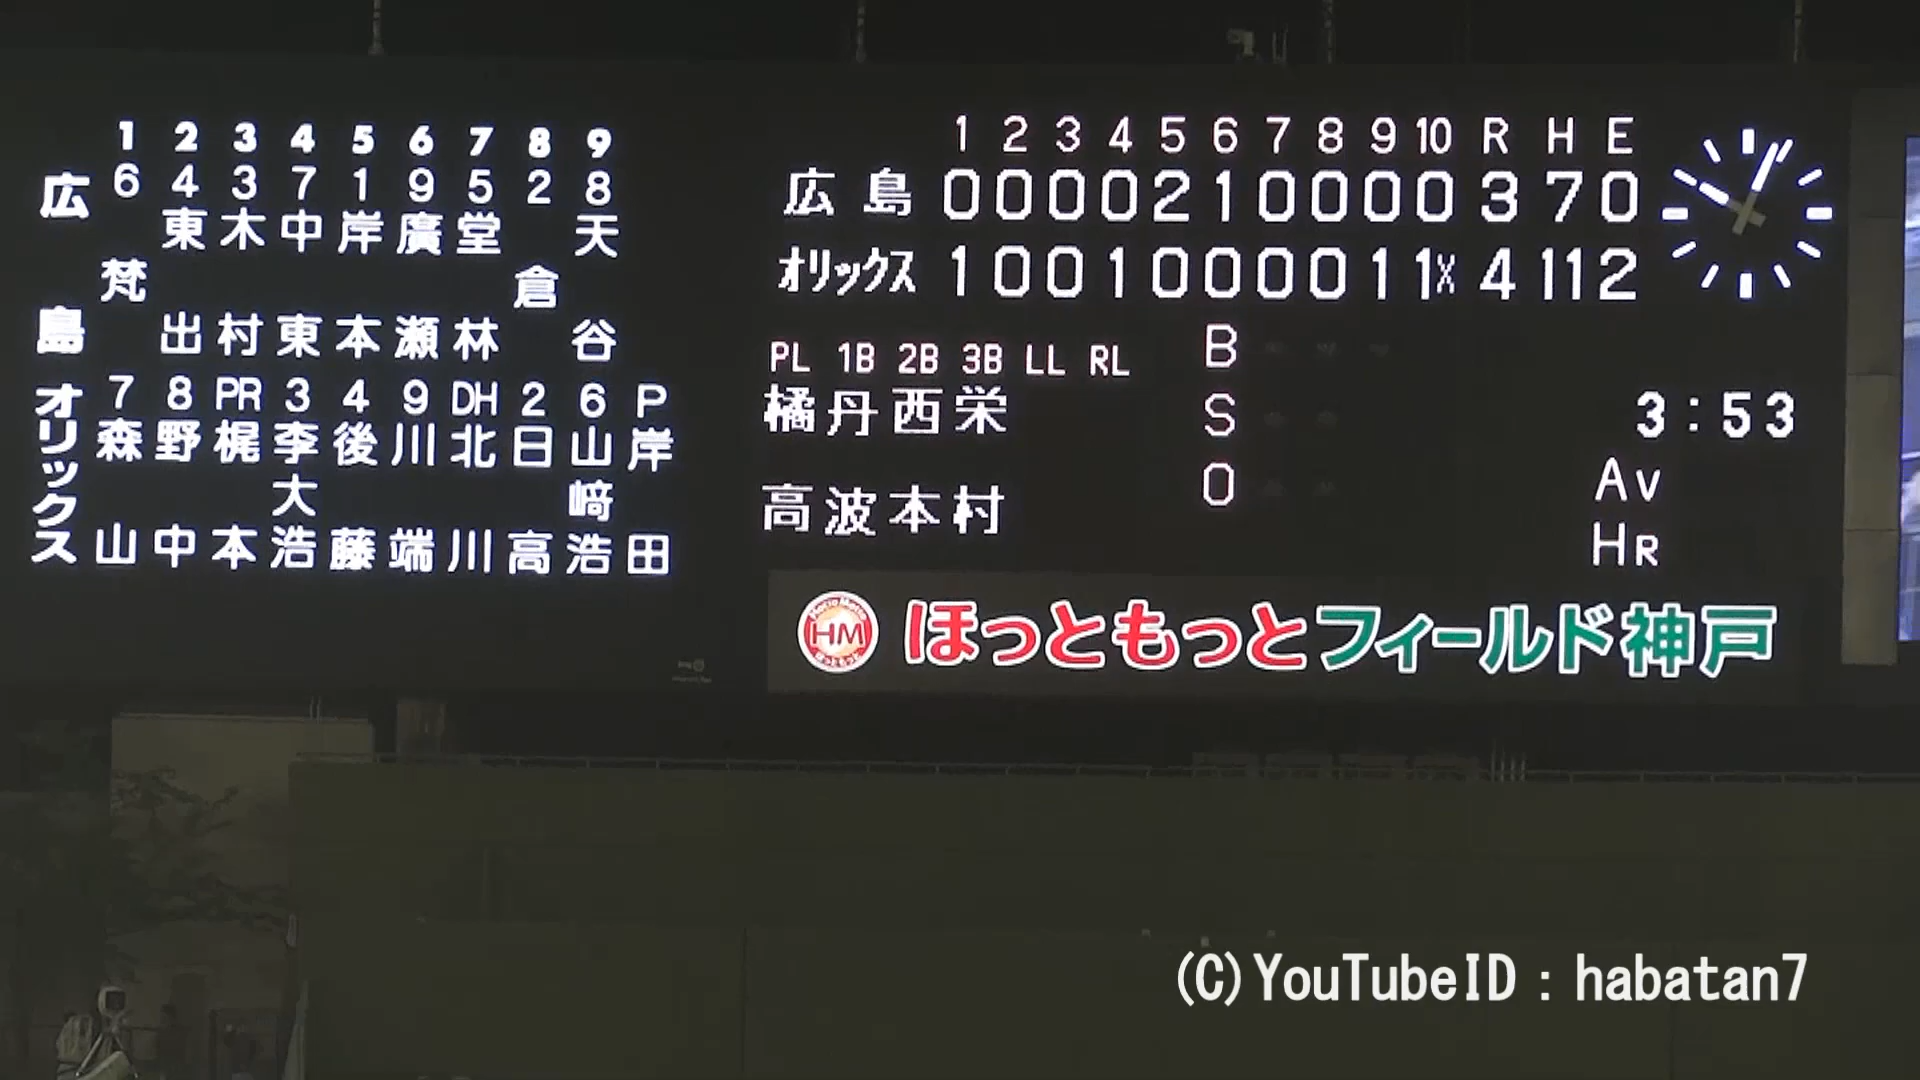 1 2 3 4 5 6 7 8 9
広島 6 4 3 7 1 9 5 2 8
梵 東出 木村 中東 岸本 廣瀬 堂林 倉 天谷
オリックス 7 8 PR 3 4 9 DH 2 6 P
森山 野中 梶本 李大浩 後藤 川端 北川 日高 山﨑浩 岸田
1 2 3 4 5 6 7 8 9 10 R H E
広島 0 0 0 0 2 1 0 0 0 0 3 7 0
オリックス 1 0 0 1 0 0 0 0 1 1X 4 11 2
PL 1B 2B 3B LL RL
橘高 丹波 西本 栄村
B
S
O
3:53
Av
HR
HM ほっともっとフィールド神戸
(C)YouTubeID：habatan7